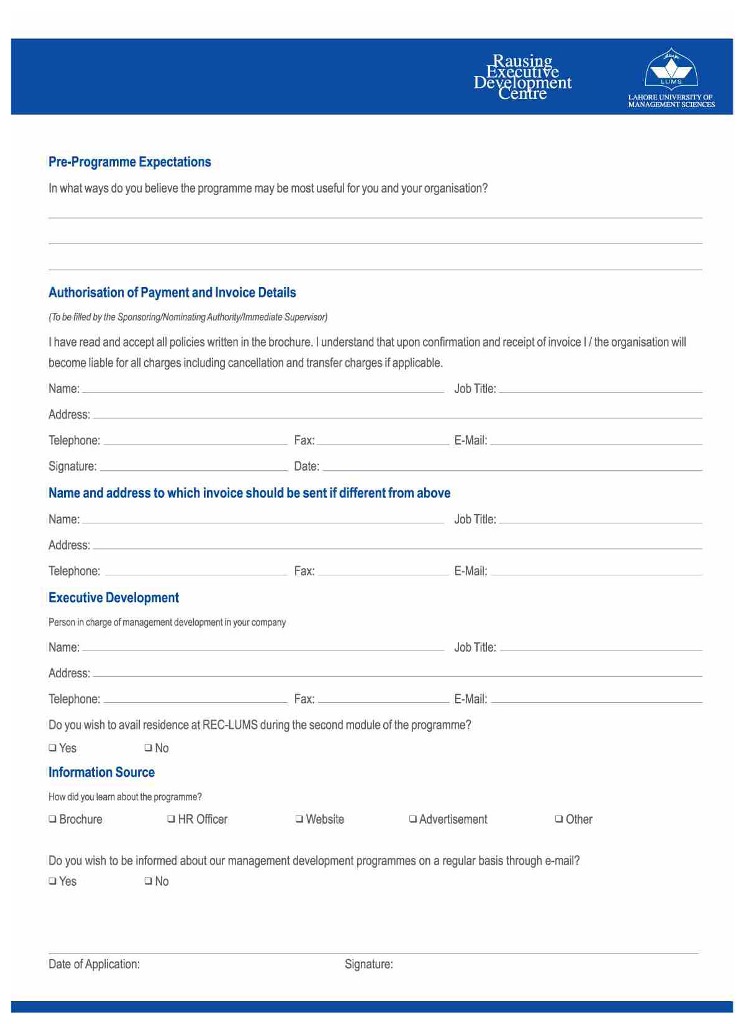 Rausing
Executive
Development
Centre
LUMS
LAHORE UNIVERSITY OF
MANAGEMENT SCIENCES
Pre-Programme Expectations
In what ways do you believe the programme may be most useful for you and your organisation?
Authorisation of Payment and Invoice Details
(To be filled by the Sponsoring/Nominating Authority/Immediate Supervisor)
I have read and accept all policies written in the brochure. I understand that upon confirmation and receipt of invoice I / the organisation will
become liable for all charges including cancellation and transfer charges if applicable.
Name: Job Title:
Address:
Telephone: Fax: E-Mail:
Signature: Date:
Name and address to which invoice should be sent if different from above
Name: Job Title:
Address:
Telephone: Fax: E-Mail:
Executive Development
Person in charge of management development in your company
Name: Job Title:
Address:
Telephone: Fax: E-Mail:
Do you wish to avail residence at REC-LUMS during the second module of the programme?
❑ Yes ❑ No
Information Source
How did you learn about the programme?
❑ Brochure ❑ HR Officer ❑ Website ❑ Advertisement ❑ Other
Do you wish to be informed about our management development programmes on a regular basis through e-mail?
❑ Yes ❑ No
Date of Application: Signature: